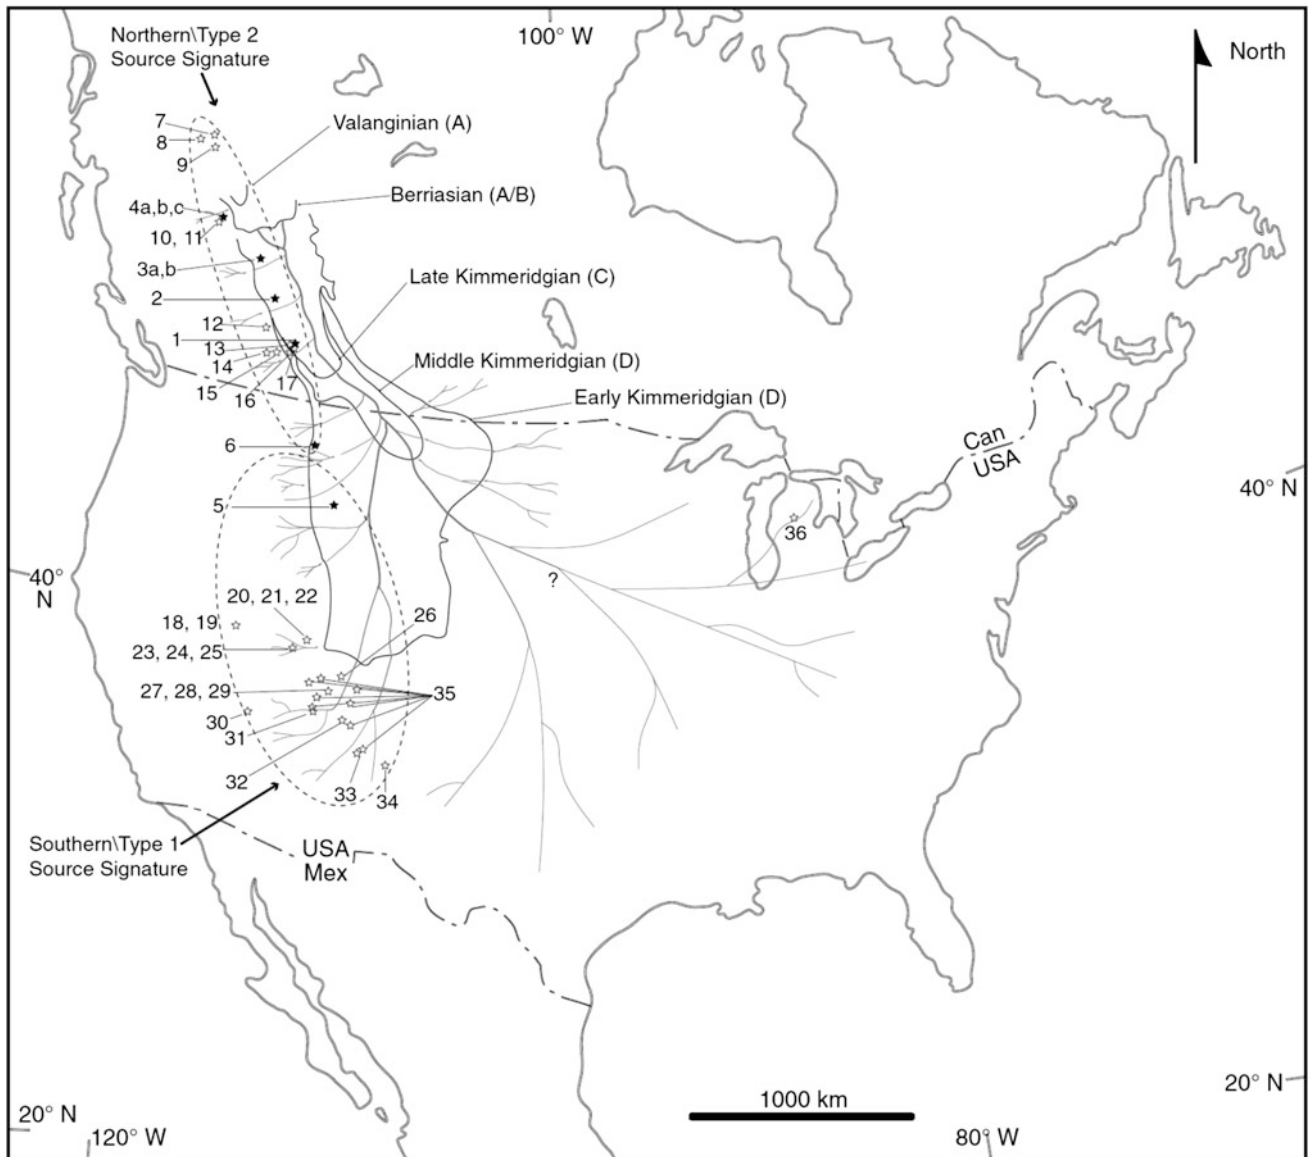 Northern\Type 2
Source Signature
100° W
North
7
8
9
Valanginian (A)
4a,b,c
Berriasian (A/B)
10, 11
3a,b
Late Kimmeridgian (C)
2
12
1
13
14
15
16
17
Middle Kimmeridgian (D)
Early Kimmeridgian (D)
6
Can
USA
5
40° N
36
40°
N
?
20, 21, 22
26
18, 19
23, 24, 25
27, 28, 29
35
30
31
32
33
34
Southern\Type 1
Source Signature
USA
Mex
20° N
1000 km
20° N
120° W
80° W